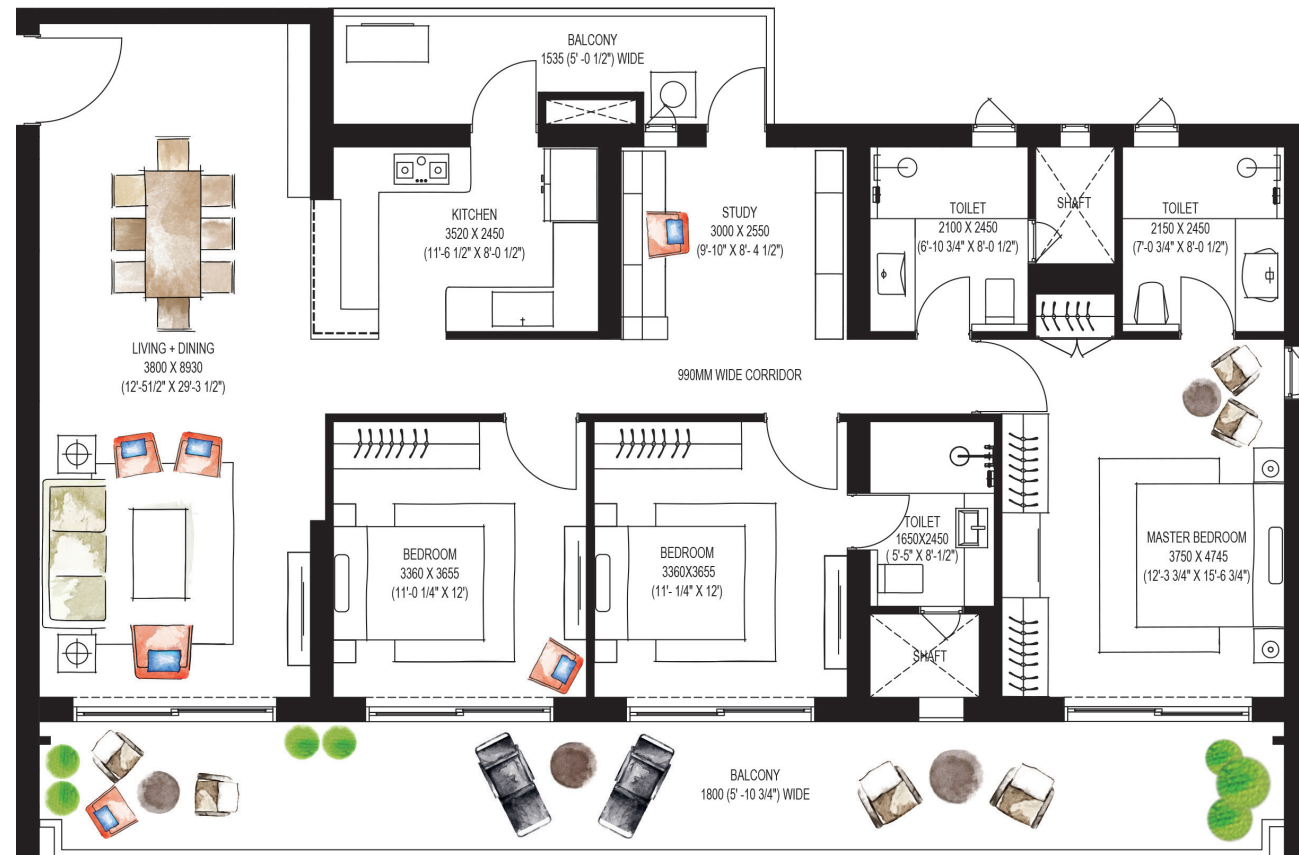 BALCONY
1535 (5' -0 1/2") WIDE
KITCHEN
3520 X 2450
(11'-6 1/2" X 8'-0 1/2")
STUDY
3000 X 2550
(9'-10" X 8'- 4 1/2")
TOILET
2100 X 2450
(6'-10 3/4" X 8'-0 1/2")
SHAFT
TOILET
2150 X 2450
(7'-0 3/4" X 8'-0 1/2")
LIVING + DINING
3800 X 8930
(12'-51/2" X 29'-3 1/2")
990MM WIDE CORRIDOR
BEDROOM
3360 X 3655
(11'-0 1/4" X 12')
BEDROOM
3360X3655
(11'- 1/4" X 12')
TOILET
1650X2450
( 5'-5" X 8'-1/2")
MASTER BEDROOM
3750 X 4745
(12'-3 3/4" X 15'-6 3/4")
SHAFT
BALCONY
1800 (5' -10 3/4") WIDE